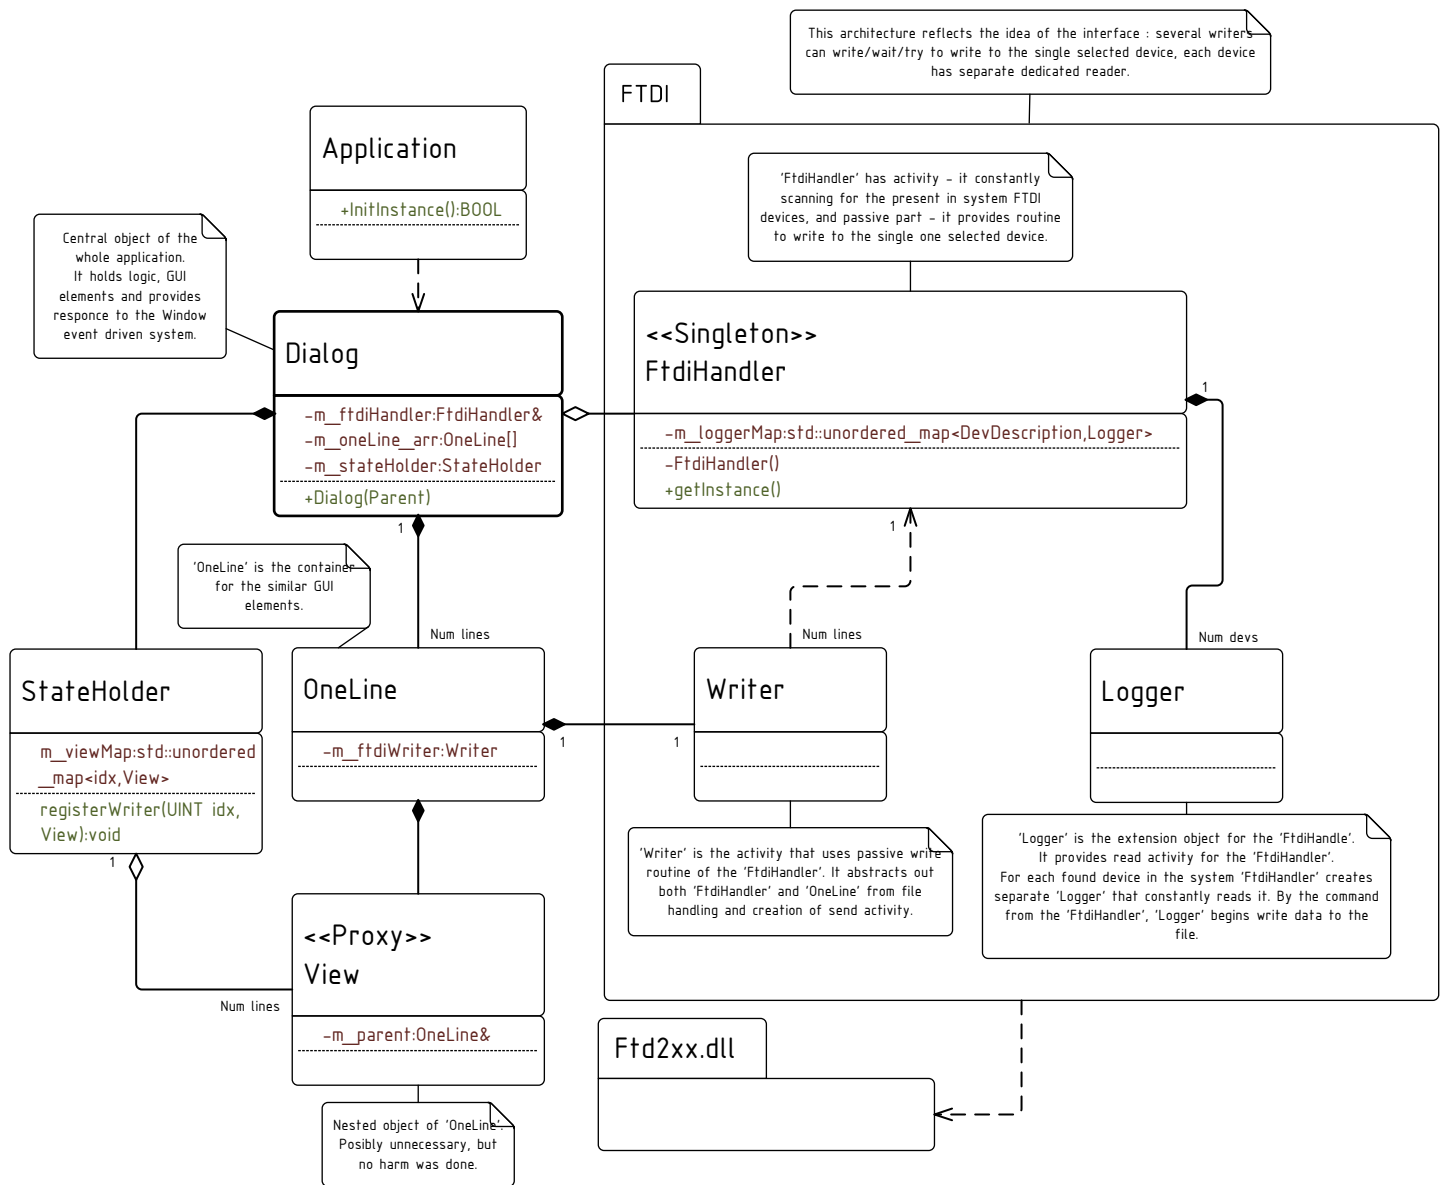 This architecture reflects the idea of the interface : several writers
can write/wait/try to write to the single selected device, each device
has separate dedicated reader.
FTDI
Application
+InitInstance():BOOL
'FtdiHandler' has activity - it constantly
scanning for the present in system FTDI
devices, and passive part - it provides routine
to write to the single one selected device.
Central object of the
whole application.
It holds logic, GUI
elements and provides
responce to the Window
event driven system.
Dialog
-m_ftdiHandler:FtdiHandler&
-m_oneLine_arr:OneLine[]
-m_stateHolder:StateHolder
+Dialog(Parent)
<<Singleton>>
FtdiHandler
-m_loggerMap:std::unordered_map<DevDescription,Logger>
-FtdiHandler()
+getInstance()
1
1
1
'OneLine' is the container
for the similar GUI
elements.
Num lines
Num lines
Num devs
StateHolder
m_viewMap:std::unordered
_map<idx,View>
registerWriter(UINT idx,
View):void
OneLine
-m_ftdiWriter:Writer
1
1
Writer
Logger
1
'Writer' is the activity that uses passive write
routine of the 'FtdiHandler'. It abstracts out
both 'FtdiHandler' and 'OneLine' from file
handling and creation of send activity.
'Logger' is the extension object for the 'FtdiHandle'.
It provides read activity for the 'FtdiHandler'.
For each found device in the system 'FtdiHandler' creates
separate 'Logger' that constantly reads it. By the command
from the 'FtdiHandler', 'Logger' begins write data to the
file.
<<Proxy>>
View
-m_parent:OneLine&
Num lines
Ftd2xx.dll
Nested object of 'OneLine'.
Posibly unnecessary, but
no harm was done.